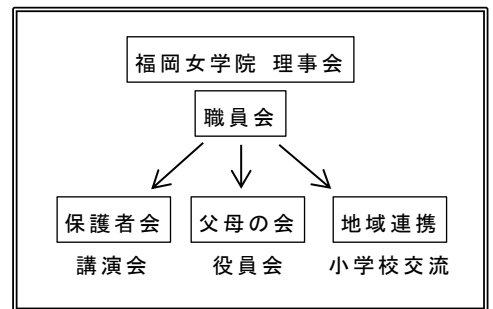 福岡女学院 理事会
職員会
保護者会 父母の会 地域連携
講演会 役員会 小学校交流